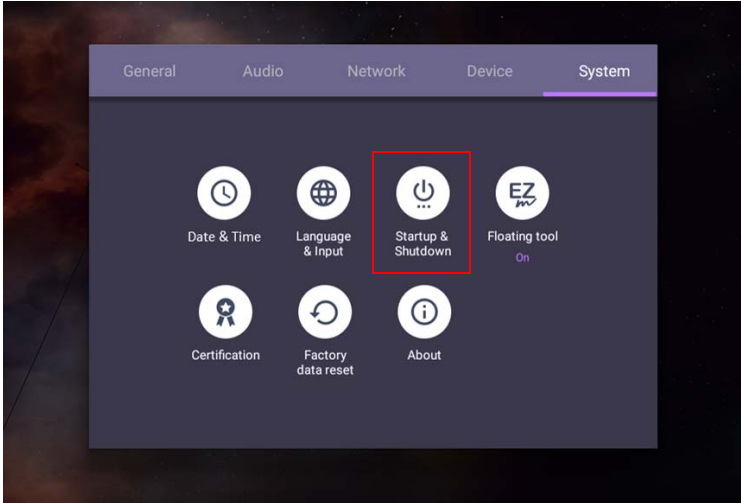 General Audio Network Device System
Date & Time
Language
& Input
Startup &
Shutdown
EZ
Floating tool
On
Certification
Factory
data reset
About